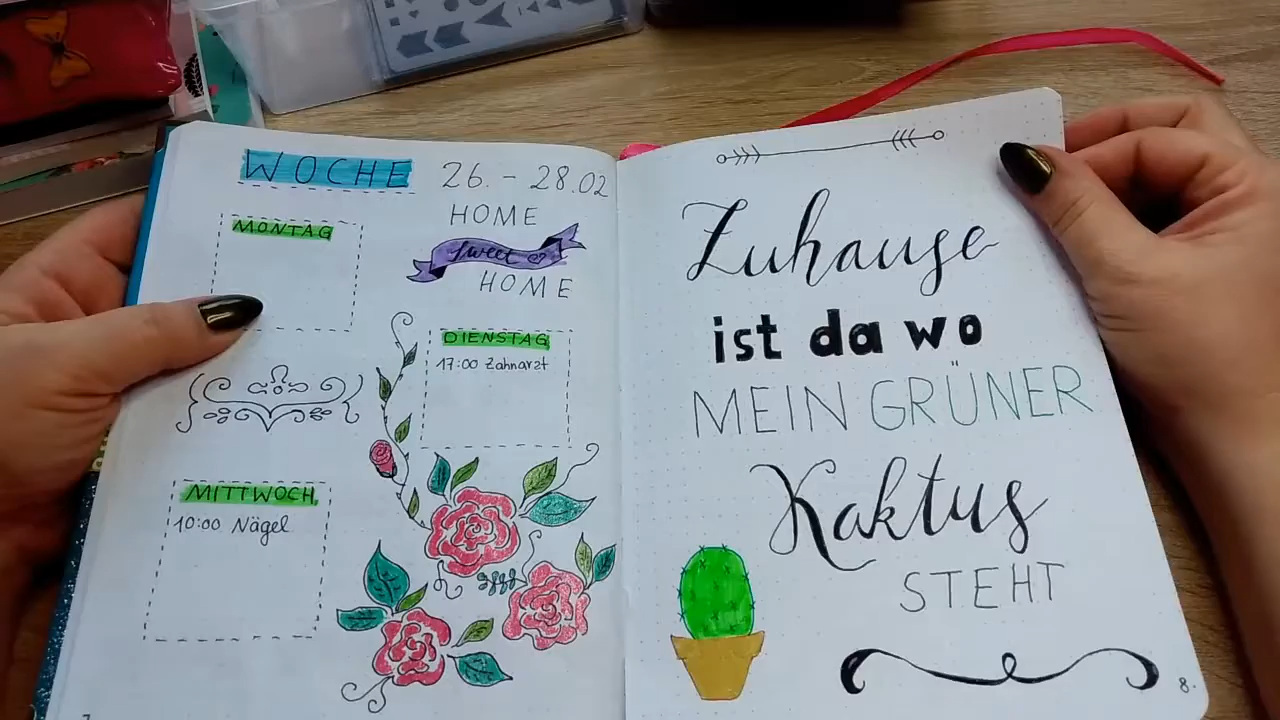 WOCHE 26. - 28.02
HOME
Sweet
HOME
MONTAG
DIENSTAG
17:00 Zahnarzt
MITTWOCH
10:00 Nägel
Zuhause
ist da wo
MEIN GRÜNER
Kaktus
STEHT
8.